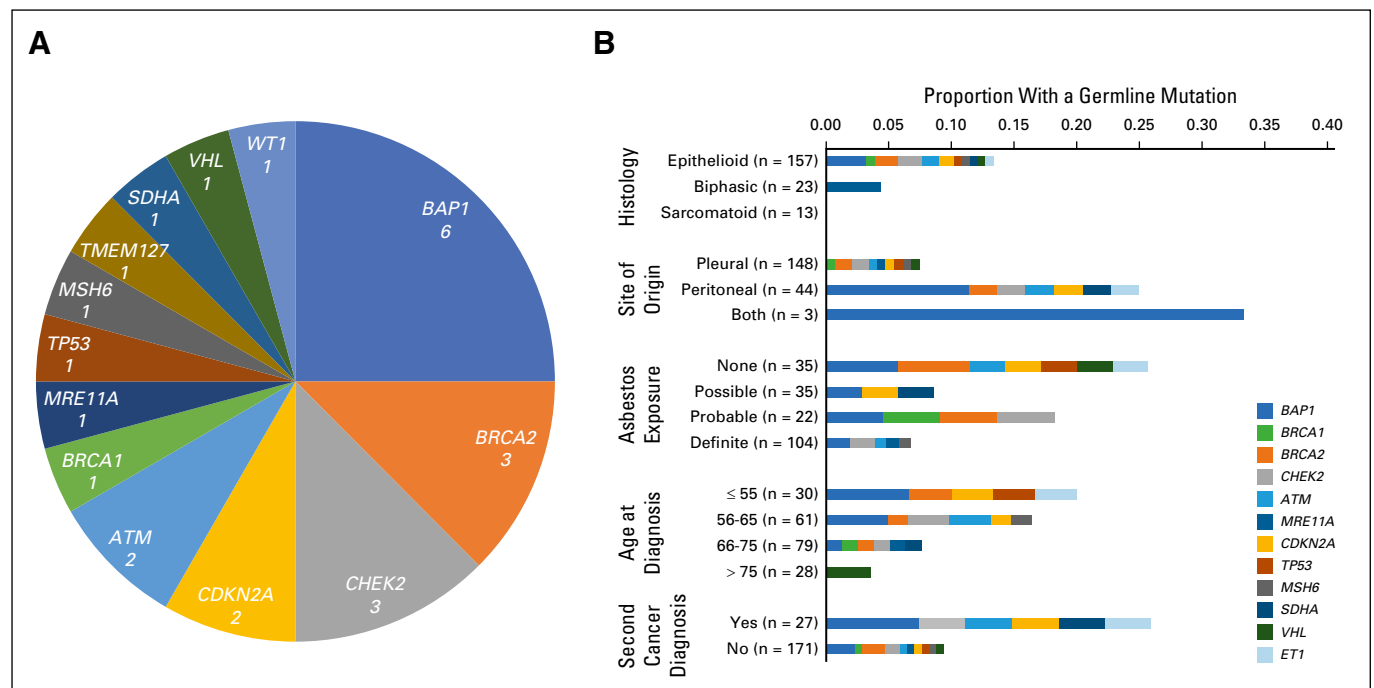 A
WT1
1
VHL
1
SDHA
1
TMEM127
1
MSH6
1
TP53
1
MRE11A
1
BRCA1
1
ATM
2
CDKN2A
2
CHEK2
3
BRCA2
3
BAP1
6
B
Proportion With a Germline Mutation
0.00 0.05 0.10 0.15 0.20 0.25 0.30 0.35 0.40
Histology
Epithelioid (n = 157)
Biphasic (n = 23)
Sarcomatoid (n = 13)
Site of
Origin
Pleural (n = 148)
Peritoneal (n = 44)
Both (n = 3)
Asbestos
Exposure
None (n = 35)
Possible (n = 35)
Probable (n = 22)
Definite (n = 104)
Age at
Diagnosis
≤ 55 (n = 30)
56-65 (n = 61)
66-75 (n = 79)
> 75 (n = 28)
Second
Cancer
Diagnosis
Yes (n = 27)
No (n = 171)
BAP1
BRCA1
BRCA2
CHEK2
ATM
MRE11A
CDKN2A
TP53
MSH6
SDHA
VHL
ET1